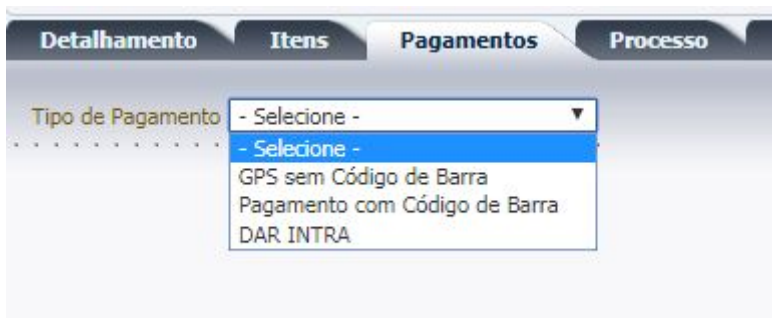 Detalhamento Itens Pagamentos Processo
Tipo de Pagamento - Selecione -
- Selecione -
GPS sem Código de Barra
Pagamento com Código de Barra
DAR INTRA